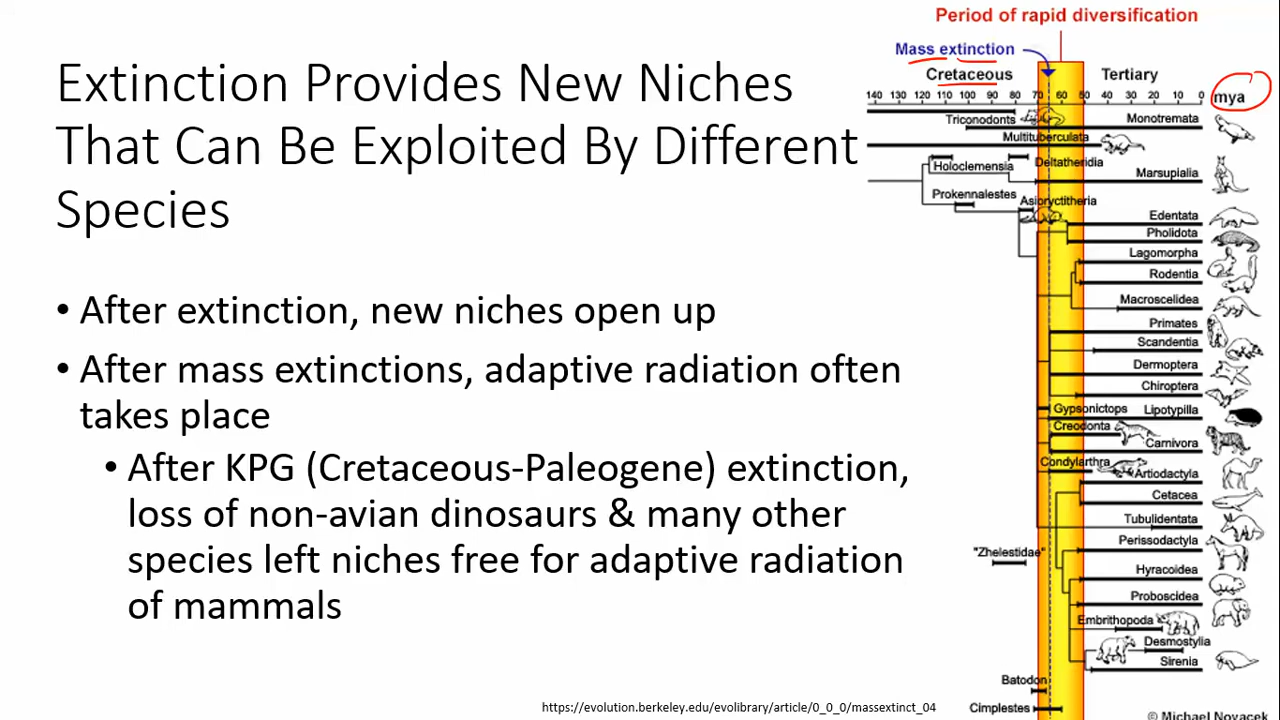 Period of rapid diversification
Mass extinction
Cretaceous
Tertiary
140 130 120 110 100 90 80 70 60 50 40 30 20 10 0 mya
Extinction Provides New Niches
That Can Be Exploited By Different
Species
• After extinction, new niches open up
• After mass extinctions, adaptive radiation often
takes place
• After KPG (Cretaceous-Paleogene) extinction,
loss of non-avian dinosaurs & many other
species left niches free for adaptive radiation
of mammals
Triconodonts
Monotremata
Multituberculata
Deltatheridia
Holoclemensia
Marsupialia
Prokennalestes
Asioryctitheria
Edentata
Pholidota
Lagomorpha
Rodentia
Macroscelidea
Primates
Scandentia
Dermoptera
Chiroptera
Gypsonictops
Lipotypilla
Creodonta
Carnivora
Condylarthra
Artiodactyla
Cetacea
Tubulidentata
Perissodactyla
"Zhelestidae"
Hyracoidea
Proboscidea
Embrithopoda
Desmostylia
Sirenia
Batodon
Cimplestes
https://evolution.berkeley.edu/evolibrary/article/0_0_0/massextinct_04
© Michael Novacek